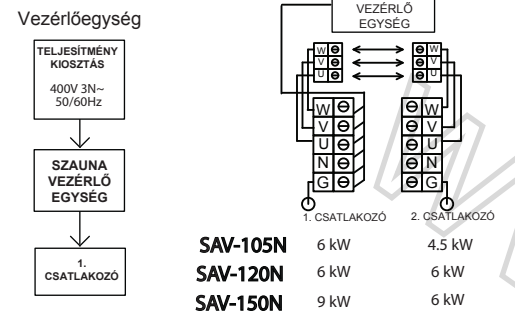 Vezérlőegység
TELJESÍTMÉNY
KIOSZTÁS
400V 3N~
50/60Hz
SZAUNA
VEZÉRLŐ
EGYSÉG
1.
CSATLAKOZÓ
VEZÉRLŐ
EGYSÉG
W W
V V
U U
W W
V V
U U
N N
G G
1. CSATLAKOZÓ 2. CSATLAKOZÓ
SAV-105N 6 kW 4.5 kW
SAV-120N 6 kW 6 kW
SAV-150N 9 kW 6 kW